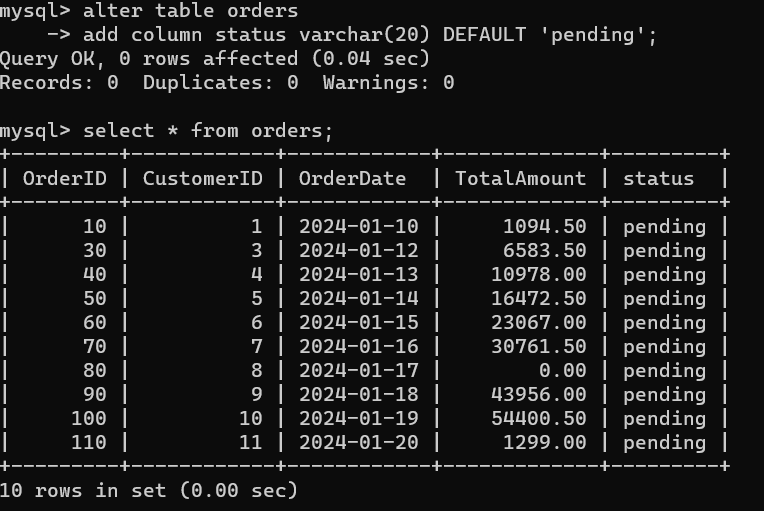 mysql> alter table orders
    -> add column status varchar(20) DEFAULT 'pending';
Query OK, 0 rows affected (0.04 sec)
Records: 0  Duplicates: 0  Warnings: 0

mysql> select * from orders;
+---------+------------+------------+-------------+---------+
| OrderID | CustomerID | OrderDate  | TotalAmount | status  |
+---------+------------+------------+-------------+---------+
|      10 |          1 | 2024-01-10 |     1094.50 | pending |
|      30 |          3 | 2024-01-12 |     6583.50 | pending |
|      40 |          4 | 2024-01-13 |    10978.00 | pending |
|      50 |          5 | 2024-01-14 |    16472.50 | pending |
|      60 |          6 | 2024-01-15 |    23067.00 | pending |
|      70 |          7 | 2024-01-16 |    30761.50 | pending |
|      80 |          8 | 2024-01-17 |        0.00 | pending |
|      90 |          9 | 2024-01-18 |    43956.00 | pending |
|     100 |         10 | 2024-01-19 |    54400.50 | pending |
|     110 |         11 | 2024-01-20 |     1299.00 | pending |
+---------+------------+------------+-------------+---------+
10 rows in set (0.00 sec)